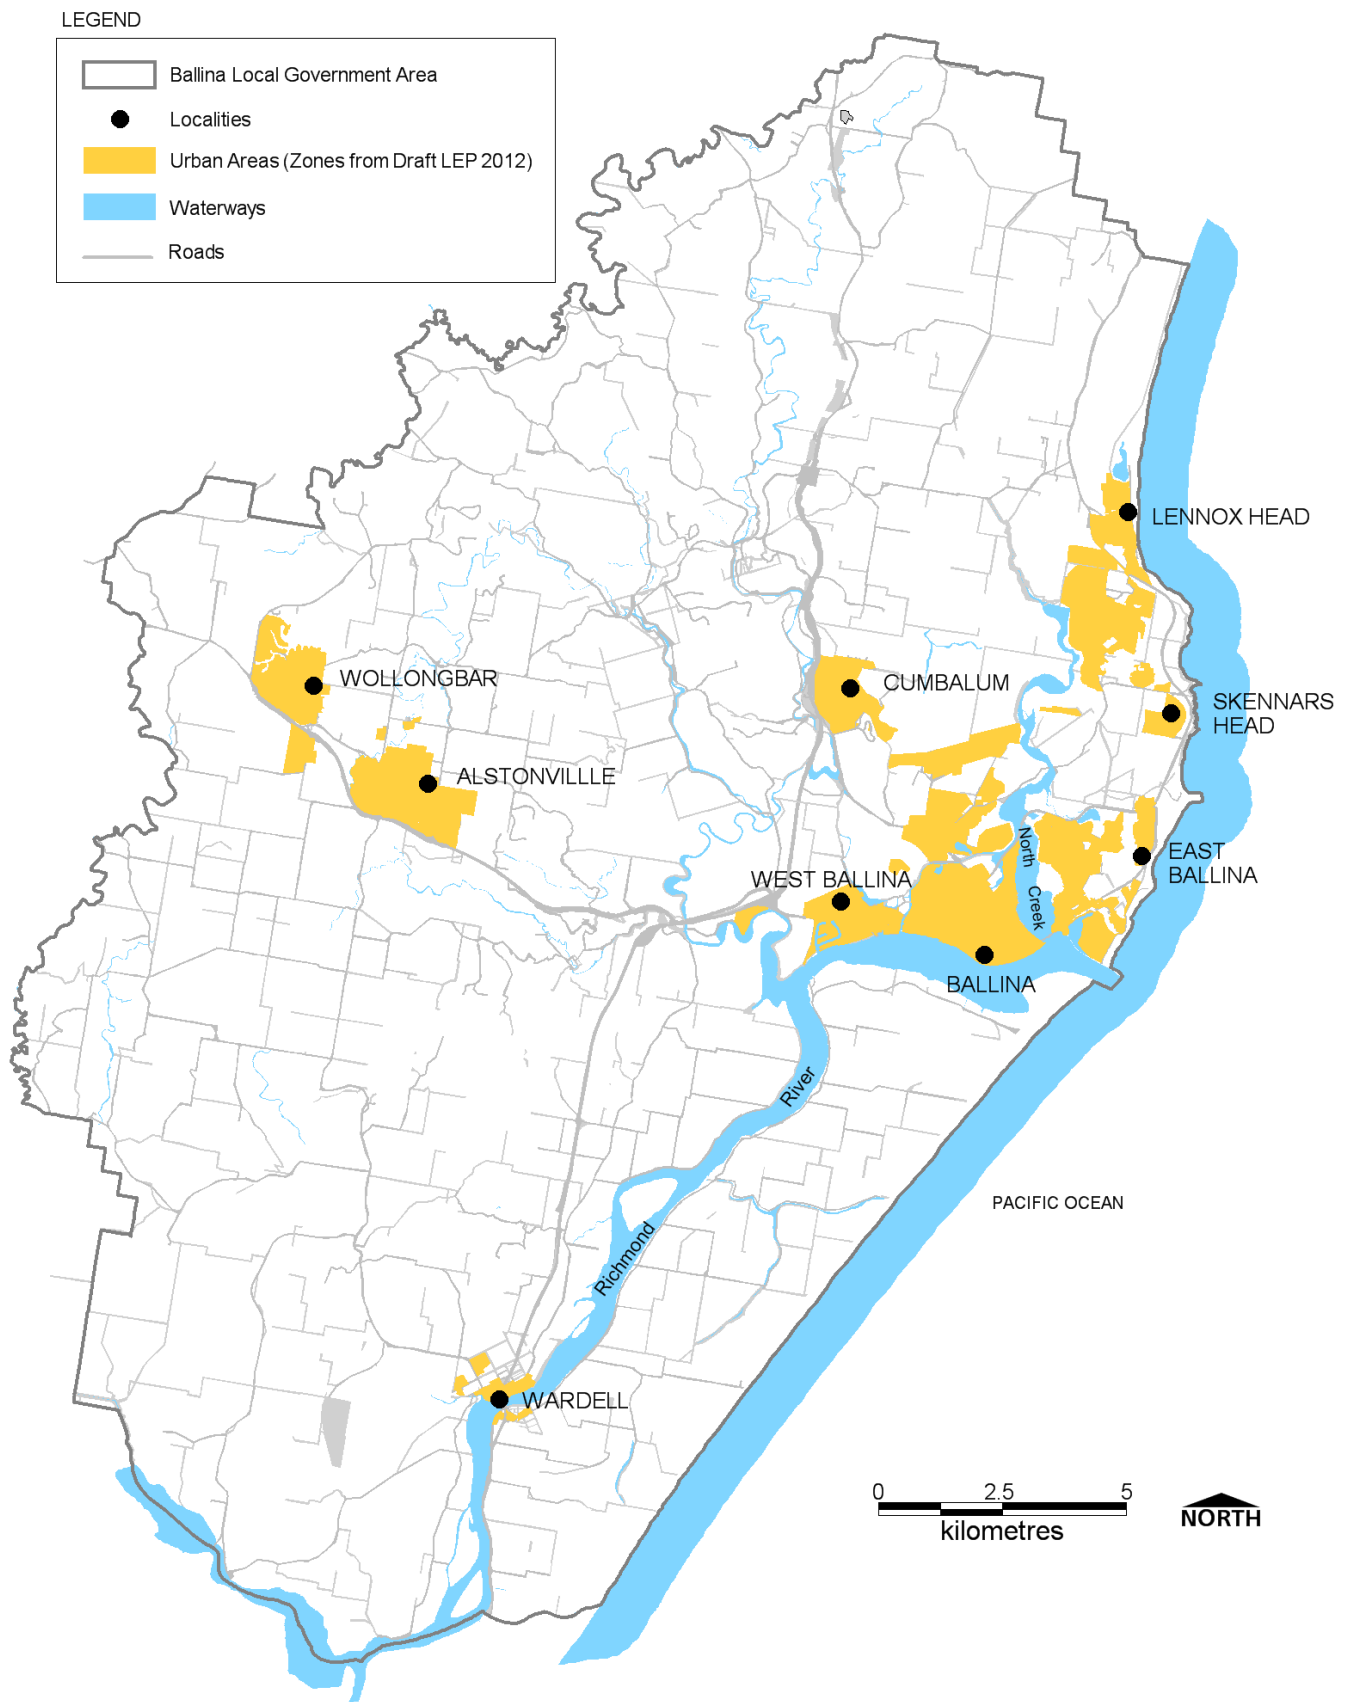 LEGEND
Ballina Local Government Area
Localities
Urban Areas (Zones from Draft LEP 2012)
Waterways
Roads
LENNOX HEAD
WOLLONGBAR
CUMBALUM
SKENNARS
HEAD
ALSTONVILLLE
North
Creek
EAST
BALLINA
WEST BALLINA
BALLINA
River
PACIFIC OCEAN
Richmond
WARDELL
0 2.5 5
kilometres
NORTH